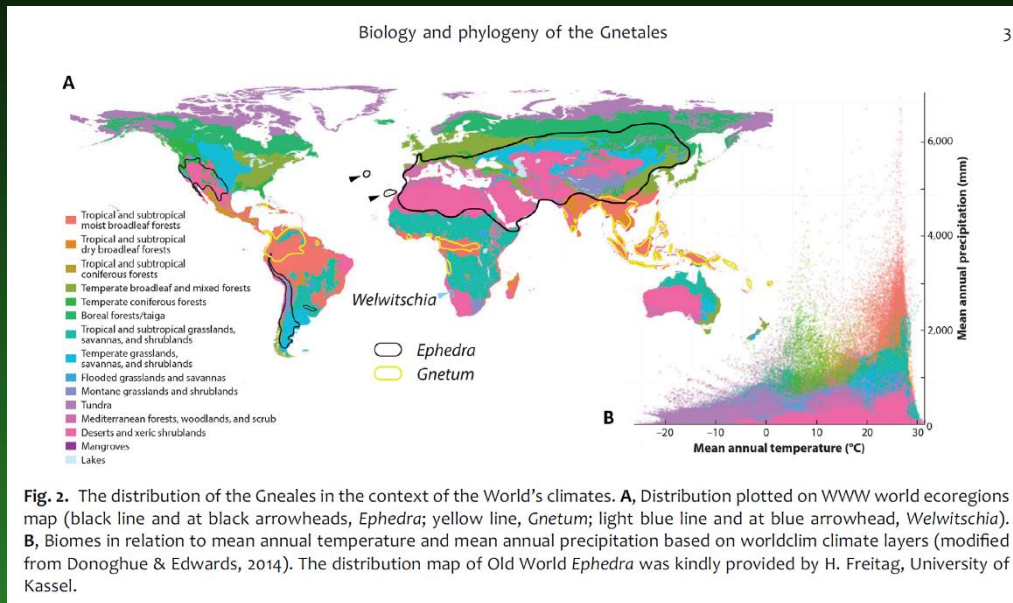 Biology and phylogeny of the Gnetales
3
A
Tropical and subtropical
moist broadleaf forests
Tropical and subtropical
dry broadleaf forests
Tropical and subtropical
coniferous forests
Temperate broadleaf and mixed forests
Temperate coniferous forests
Boreal forests/taiga
Tropical and subtropical grasslands,
savannas, and shrublands
Temperate grasslands,
savannas, and shrublands
Flooded grasslands and savannas
Montane grasslands and shrublands
Tundra
Mediterranean forests, woodlands, and scrub
Deserts and xeric shrublands
Mangroves
Lakes
Welwitschia
Ephedra
Gnetum
B
6,000
4,000
2,000
0
Mean annual precipitation (mm)
−20
−10
0
10
20
30
Mean annual temperature (°C)
Fig. 2. The distribution of the Gneales in the context of the World's climates. A, Distribution plotted on WWW world ecoregions
map (black line and at black arrowheads, Ephedra; yellow line, Gnetum; light blue line and at blue arrowhead, Welwitschia).
B, Biomes in relation to mean annual temperature and mean annual precipitation based on worldclim climate layers (modified
from Donoghue & Edwards, 2014). The distribution map of Old World Ephedra was kindly provided by H. Freitag, University of
Kassel.